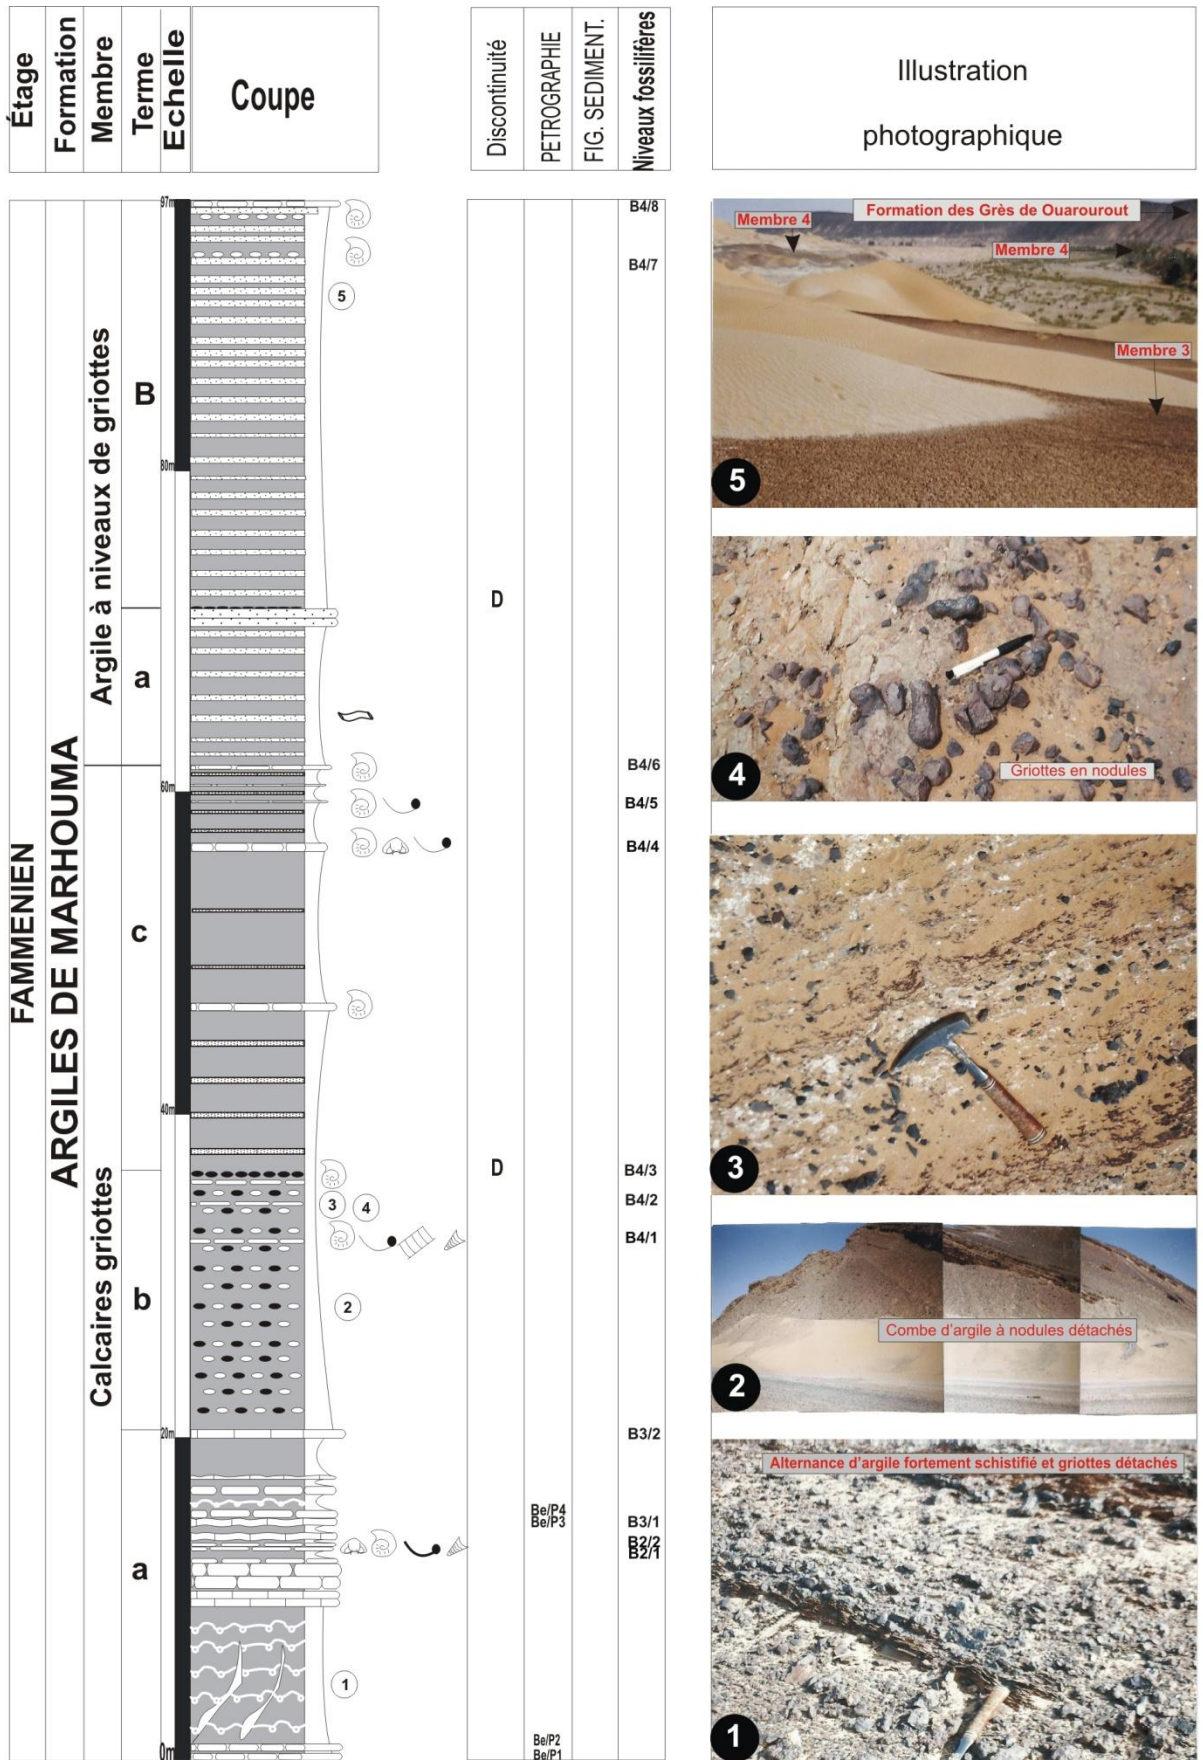 Étage
Formation
Membre
Terme
Echelle
Coupe
Discontinuité
PETROGRAPHIE
FIG. SEDIMENT.
Niveaux fossilifères
Illustration
photographique
FAMMENIEN
ARGILES DE MARHOUMA
Argile à niveaux de griottes
Calcaires griottes
B
a
c
b
a
97m
80m
60m
40m
20m
0m
5
3
4
2
1
D
D
Be/P4
Be/P3
Be/P2
Be/P1
B4/8
B4/7
B4/6
B4/5
B4/4
B4/3
B4/2
B4/1
B3/2
B3/1
B2/2
B2/1
Membre 4
Formation des Grès de Ouarourout
Membre 4
Membre 3
5
Griottes en nodules
4
3
Combe d'argile à nodules détachés
2
Alternance d'argile fortement schistifié et griottes détachés
1